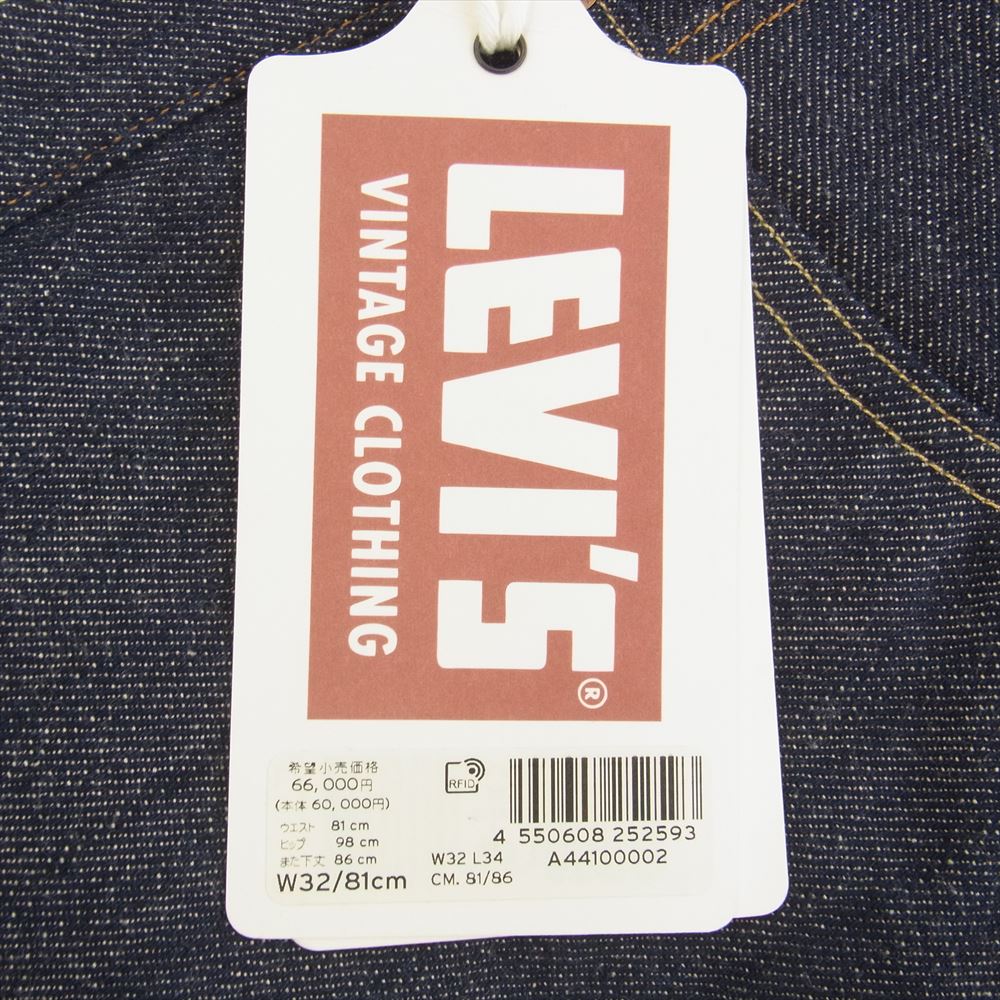 LEVI'S®
VINTAGE CLOTHING
希望小売価格
66,000円
(本体 60,000円)
ウエスト 81 cm
ヒップ 98 cm
また下丈 86 cm
W32/81cm
RFID
4 550608 252593
W32 L34 A44100002
CM. 81/86